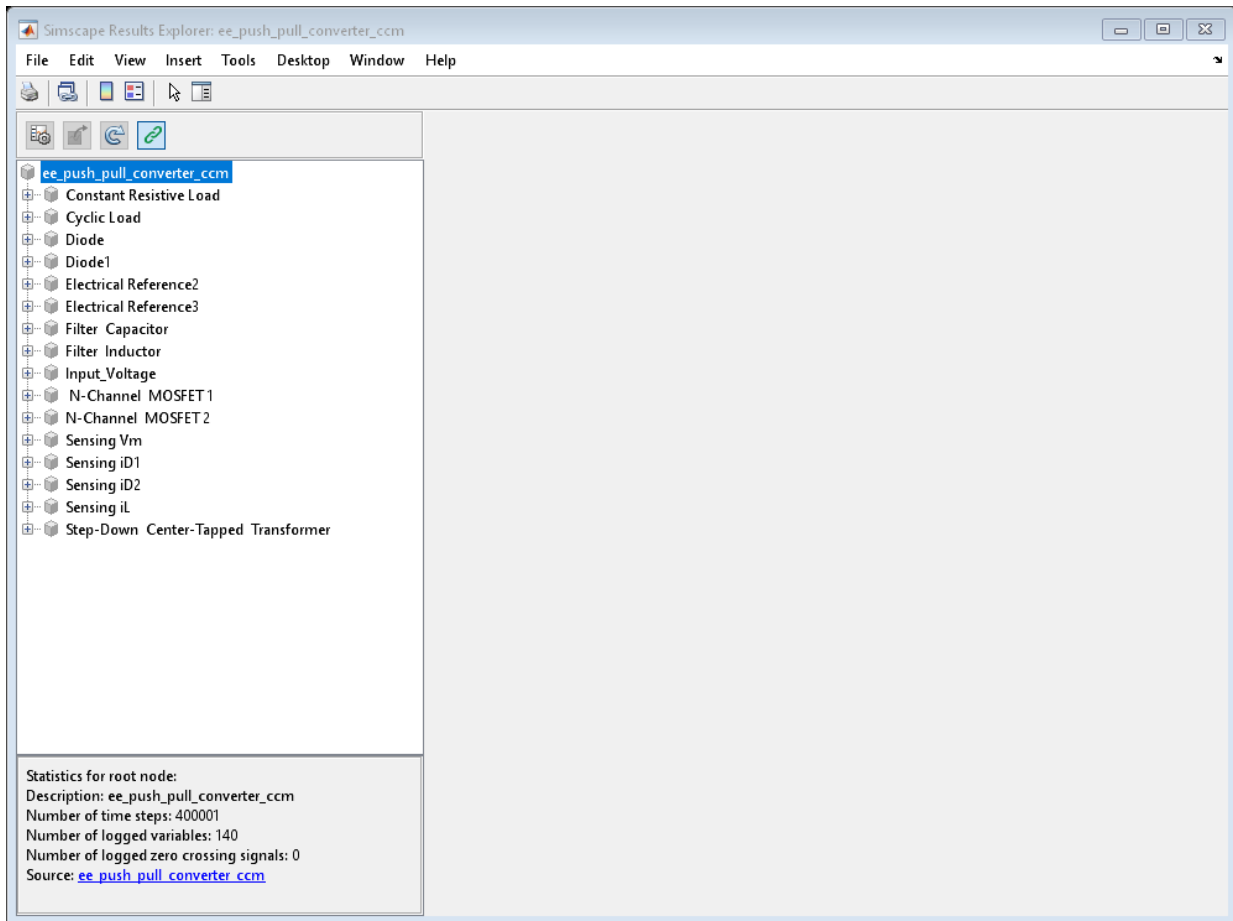 Simscape Results Explorer: ee_push_pull_converter_ccm
File Edit View Insert Tools Desktop Window Help
ee_push_pull_converter_ccm
Constant Resistive Load
Cyclic Load
Diode
Diode1
Electrical Reference2
Electrical Reference3
Filter Capacitor
Filter Inductor
Input_Voltage
N-Channel MOSFET1
N-Channel MOSFET2
Sensing Vm
Sensing iD1
Sensing iD2
Sensing iL
Step-Down Center-Tapped Transformer
Statistics for root node:
Description: ee_push_pull_converter_ccm
Number of time steps: 400001
Number of logged variables: 140
Number of logged zero crossing signals: 0
Source: ee_push_pull_converter_ccm